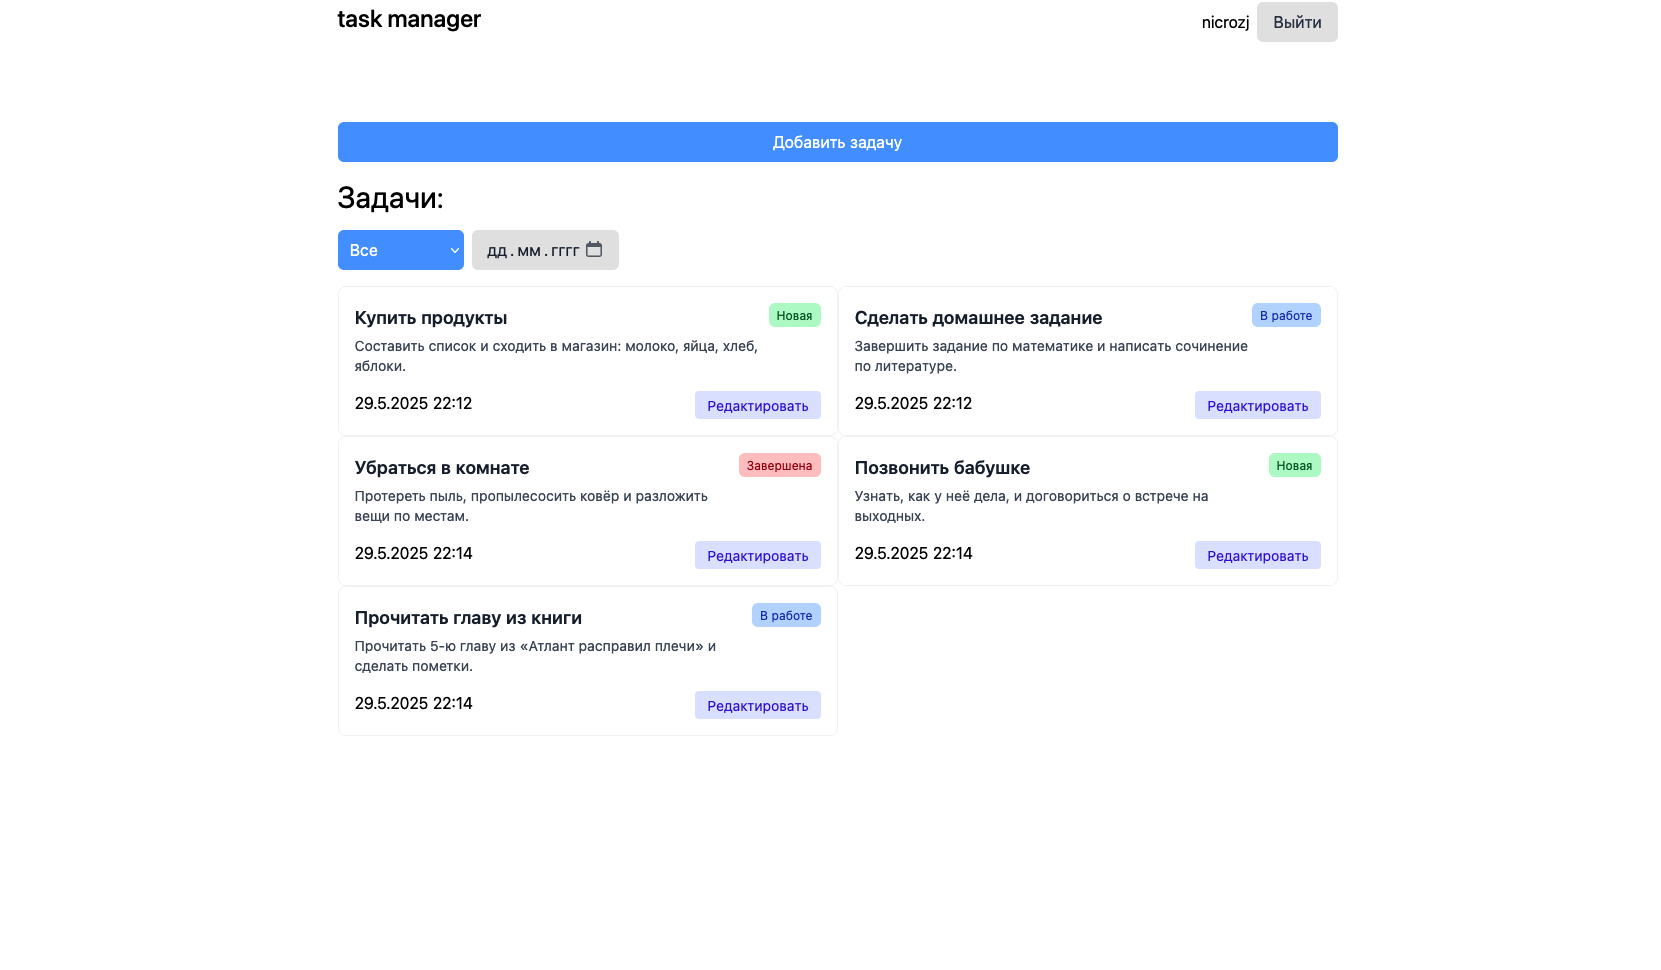 task manager
nicrozj
Выйти
Добавить задачу
Задачи:
Все
дд.мм.гггг
Купить продукты
Новая
Составить список и сходить в магазин: молоко, яйца, хлеб,
яблоки.
29.5.2025 22:12
Редактировать
Сделать домашнее задание
В работе
Завершить задание по математике и написать сочинение
по литературе.
29.5.2025 22:12
Редактировать
Убраться в комнате
Завершена
Протереть пыль, пропылесосить ковёр и разложить
вещи по местам.
29.5.2025 22:14
Редактировать
Позвонить бабушке
Новая
Узнать, как у неё дела, и договориться о встрече на
выходных.
29.5.2025 22:14
Редактировать
Прочитать главу из книги
В работе
Прочитать 5-ю главу из «Атлант расправил плечи» и
сделать пометки.
29.5.2025 22:14
Редактировать